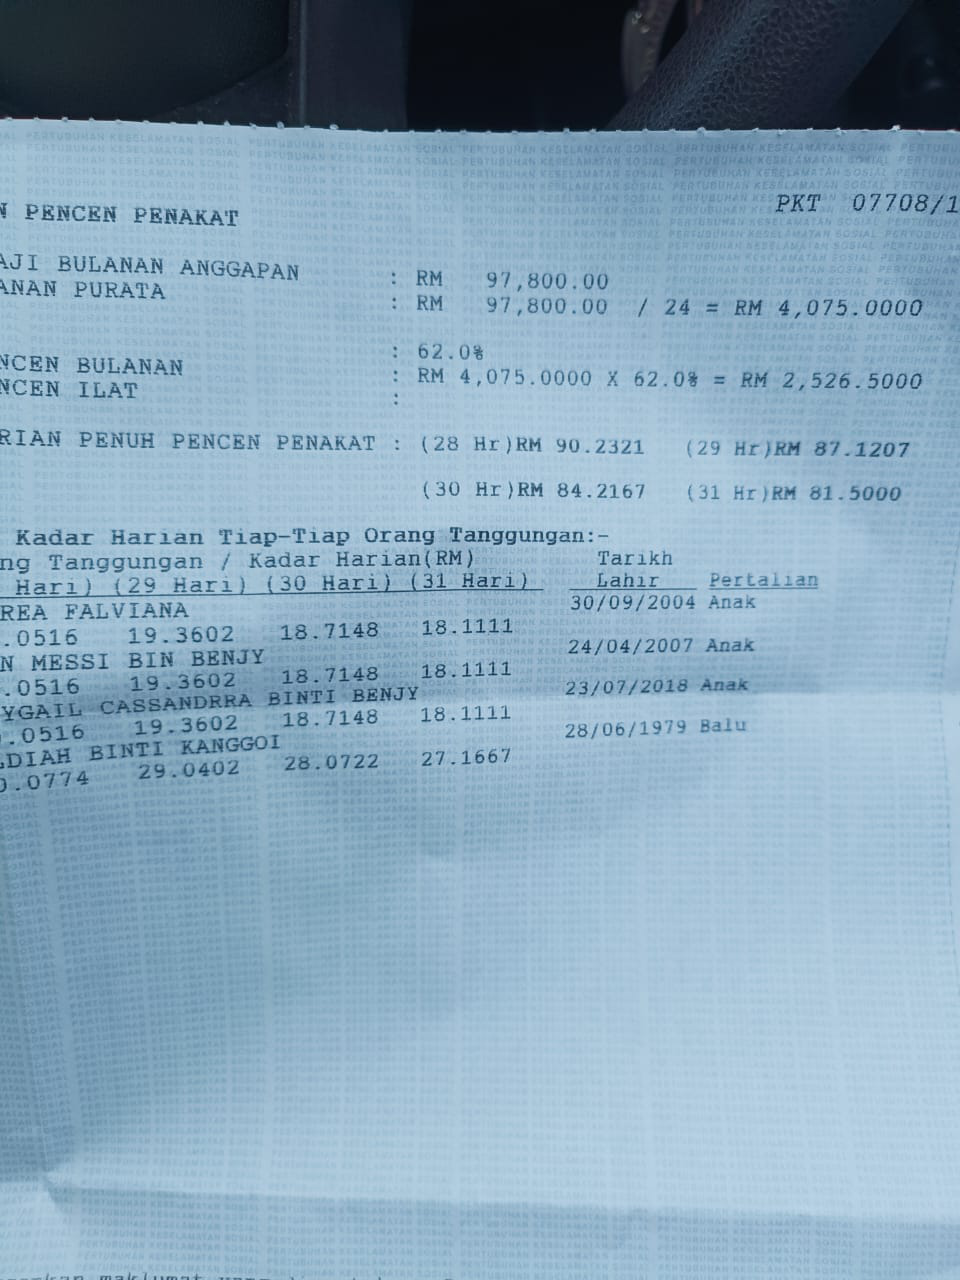 PENCEN PENAKAT
PKT 07708/1
AJI BULANAN ANGGAPAN : RM 97,800.00
ANAN PURATA : RM 97,800.00 / 24 = RM 4,075.0000
: 62.0%
NCEN BULANAN : RM 4,075.0000 X 62.0% = RM 2,526.5000
NCEN ILAT :
RIAN PENUH PENCEN PENAKAT : (28 Hr)RM 90.2321 (29 Hr)RM 87.1207
(30 Hr)RM 84.2167 (31 Hr)RM 81.5000
Kadar Harian Tiap-Tiap Orang Tanggungan:-
ng Tanggungan / Kadar Harian(RM) Tarikh
Hari) (29 Hari) (30 Hari) (31 Hari) Lahir Pertalian
REA FALVIANA 30/09/2004 Anak
.0516 19.3602 18.7148 18.1111
N MESSI BIN BENJY 24/04/2007 Anak
.0516 19.3602 18.7148 18.1111
YGAIL CASSANDRRA BINTI BENJY 23/07/2018 Anak
.0516 19.3602 18.7148 18.1111
DIAH BINTI KANGGOI 28/06/1979 Balu
0.0774 29.0402 28.0722 27.1667